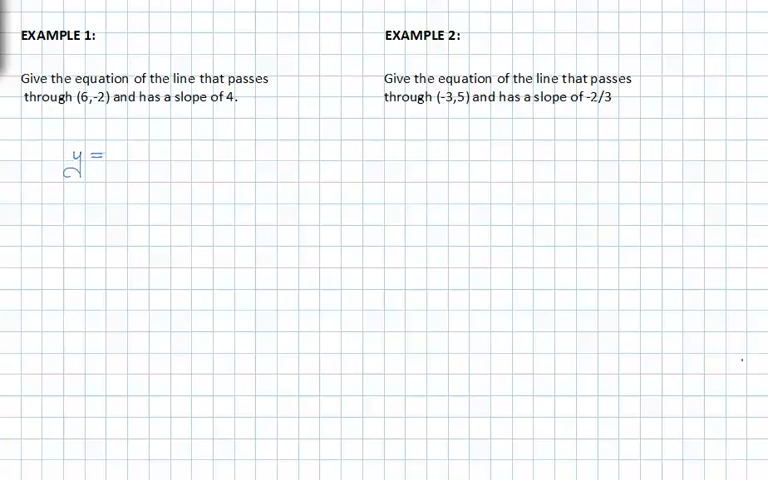 EXAMPLE 1:
Give the equation of the line that passes
through (6,-2) and has a slope of 4.
y =
EXAMPLE 2:
Give the equation of the line that passes
through (-3,5) and has a slope of -2/3